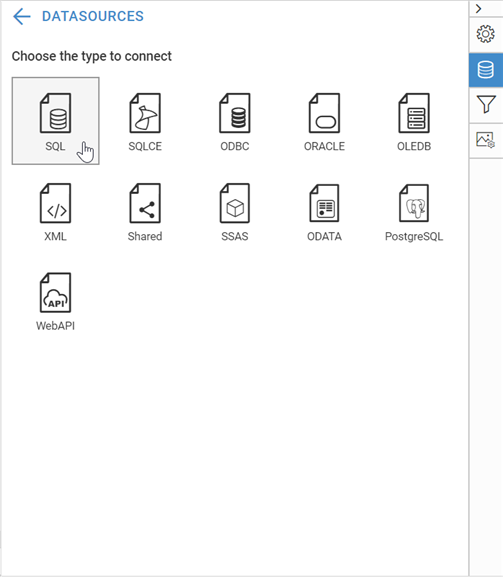 DATASOURCES
Choose the type to connect
SQL
SQLCE
ODBC
ORACLE
OLEDB
XML
Shared
SSAS
ODATA
PostgreSQL
API
WebAPI